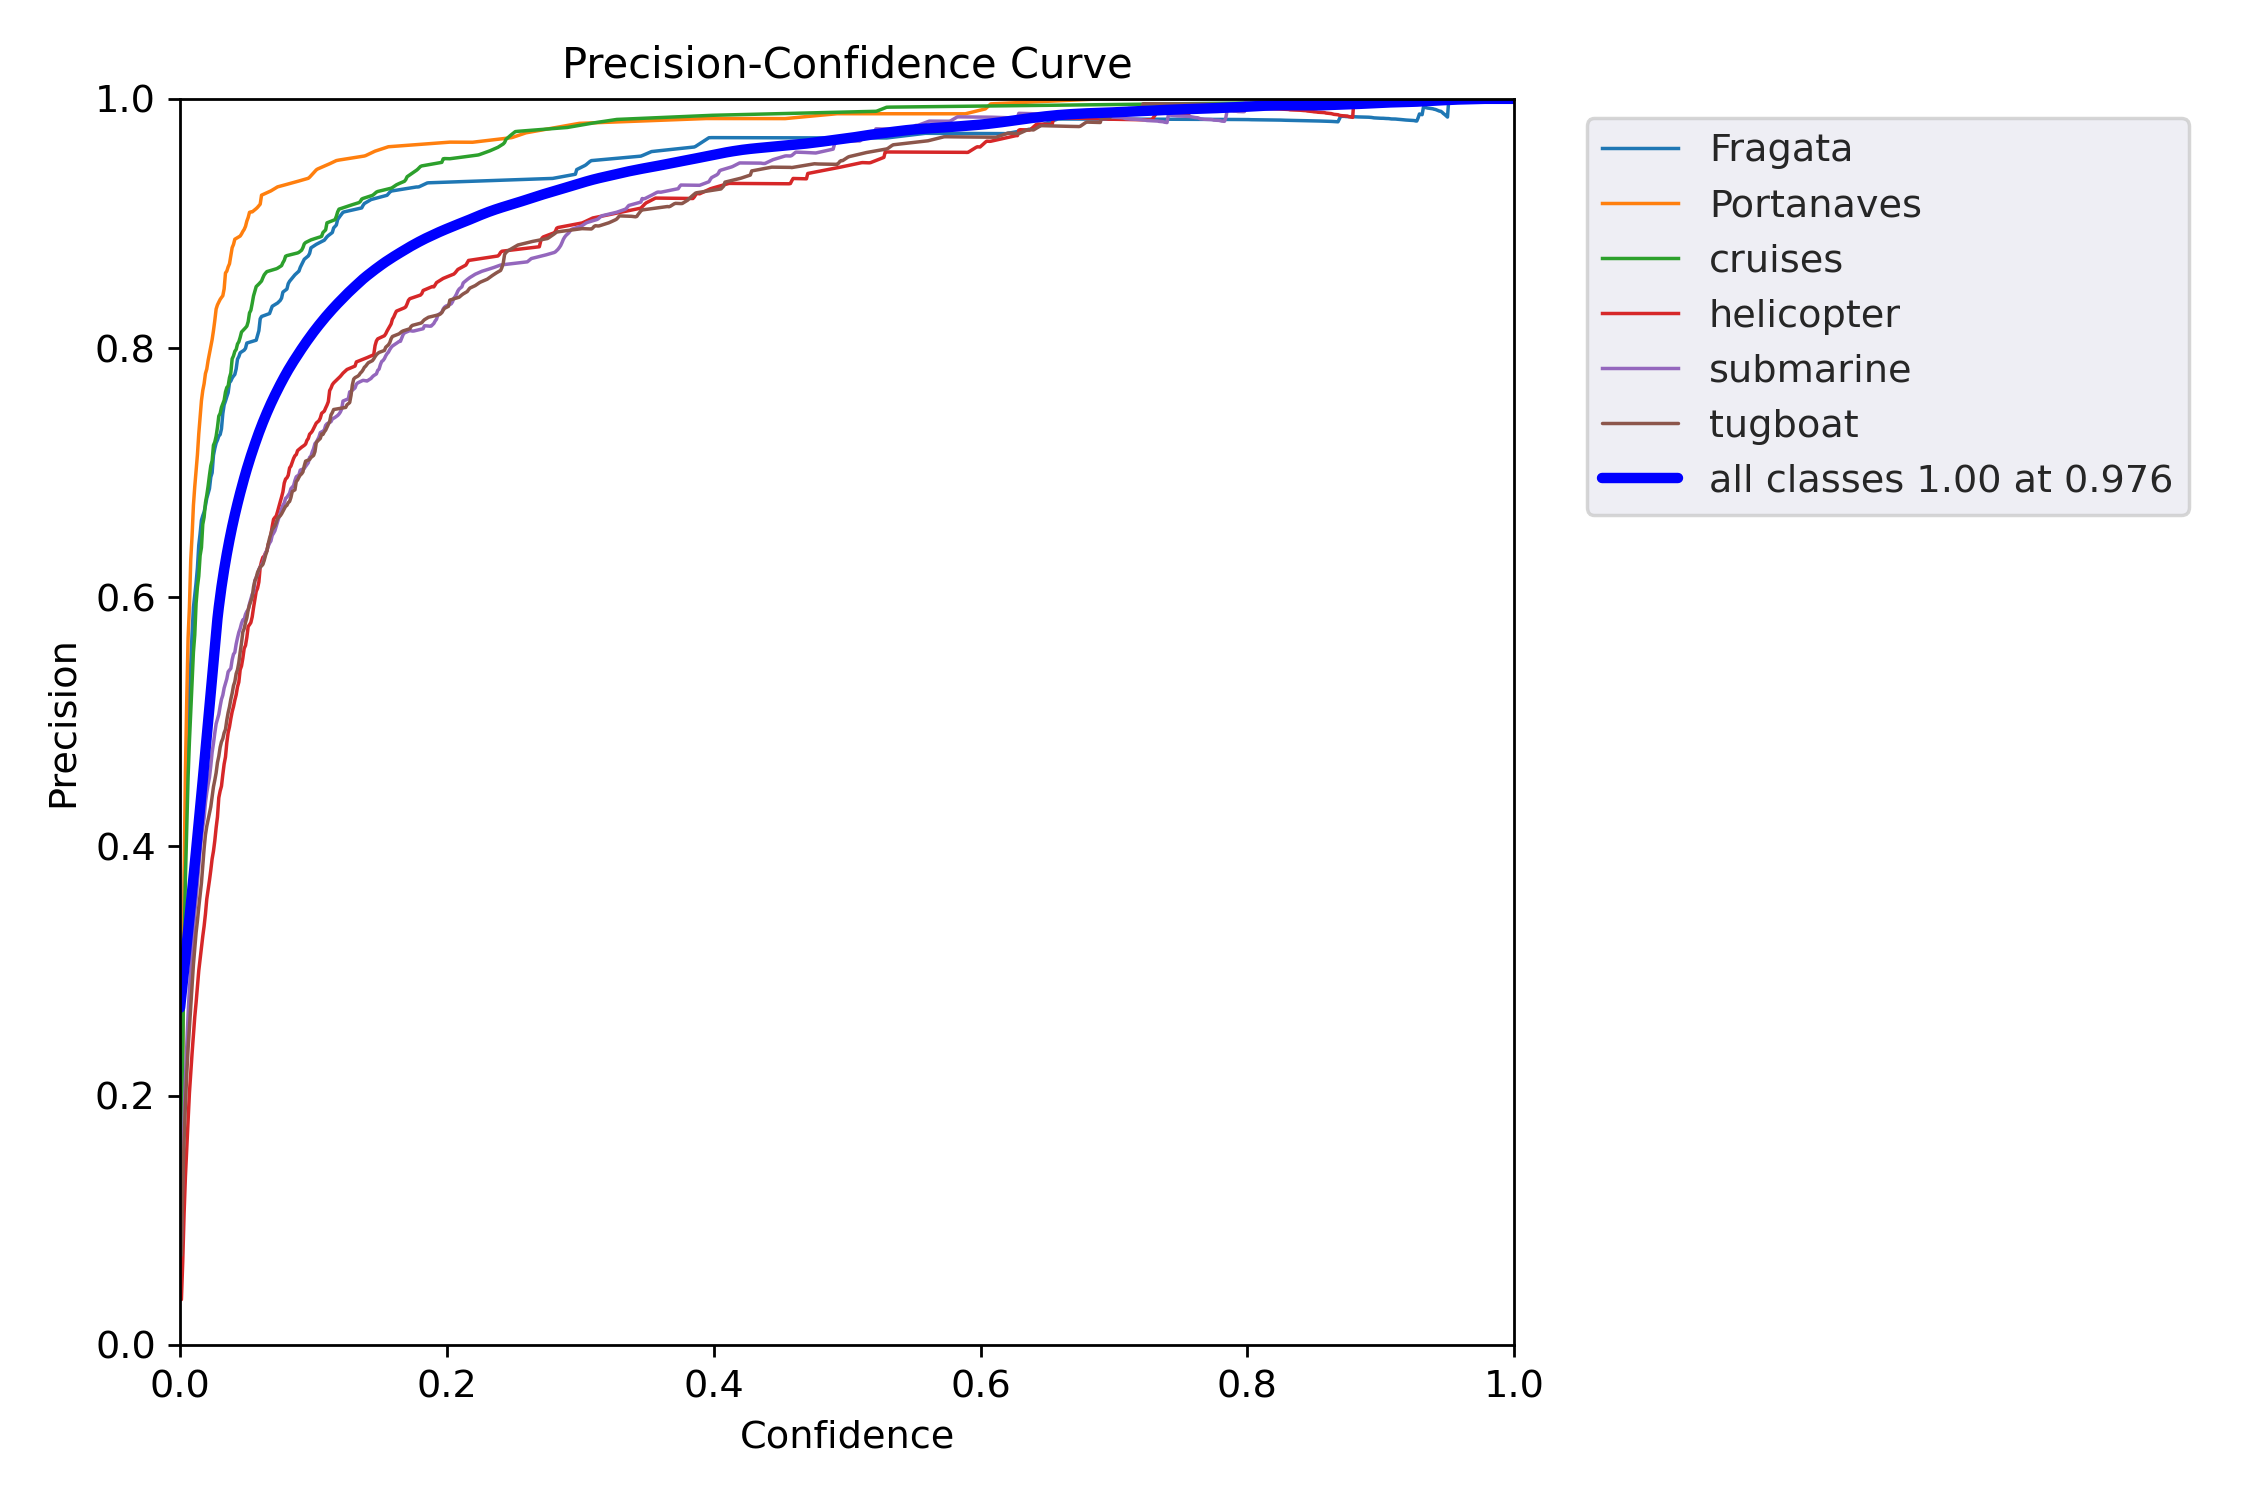 Precision-Confidence Curve
1.0
0.8
0.6
0.4
0.2
0.0
Precision
0.0 0.2 0.4 0.6 0.8 1.0
Confidence
Fragata
Portanaves
cruises
helicopter
submarine
tugboat
all classes 1.00 at 0.976